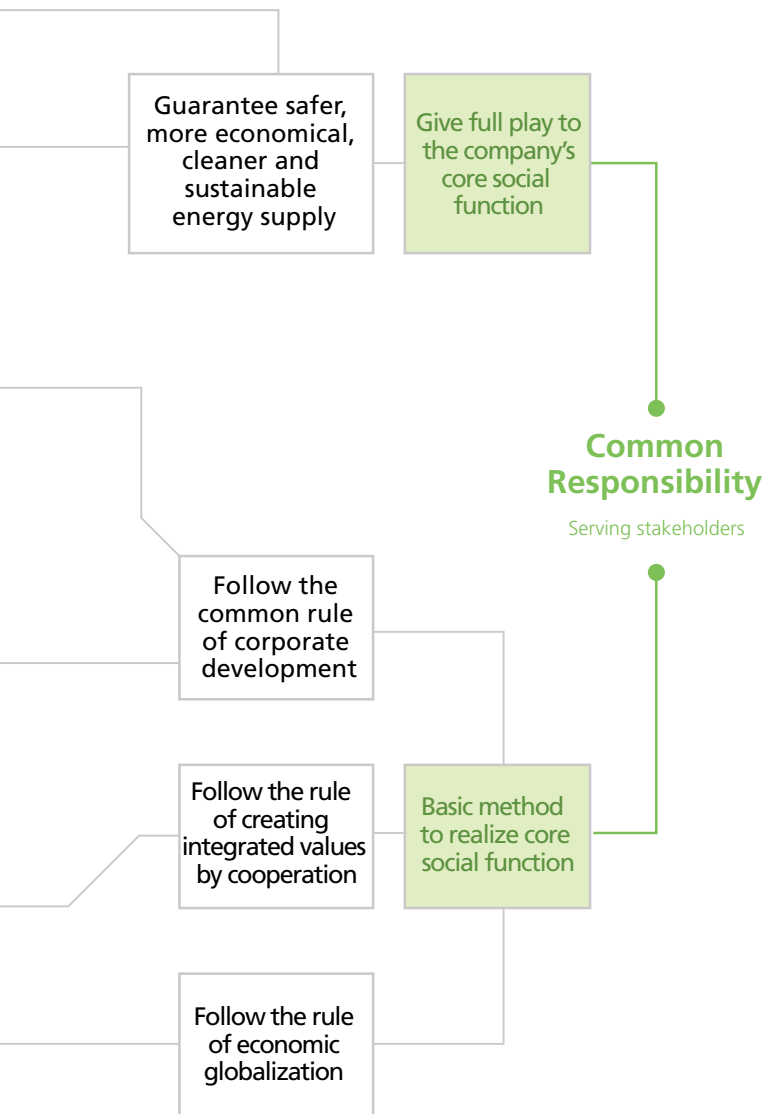 Guarantee safer,
more economical,
cleaner and
sustainable
energy supply
Give full play to
the company's
core social
function
Common
Responsibility
Serving stakeholders
Follow the
common rule
of corporate
development
Follow the rule
of creating
integrated values
by cooperation
Basic method
to realize core
social function
Follow the rule
of economic
globalization